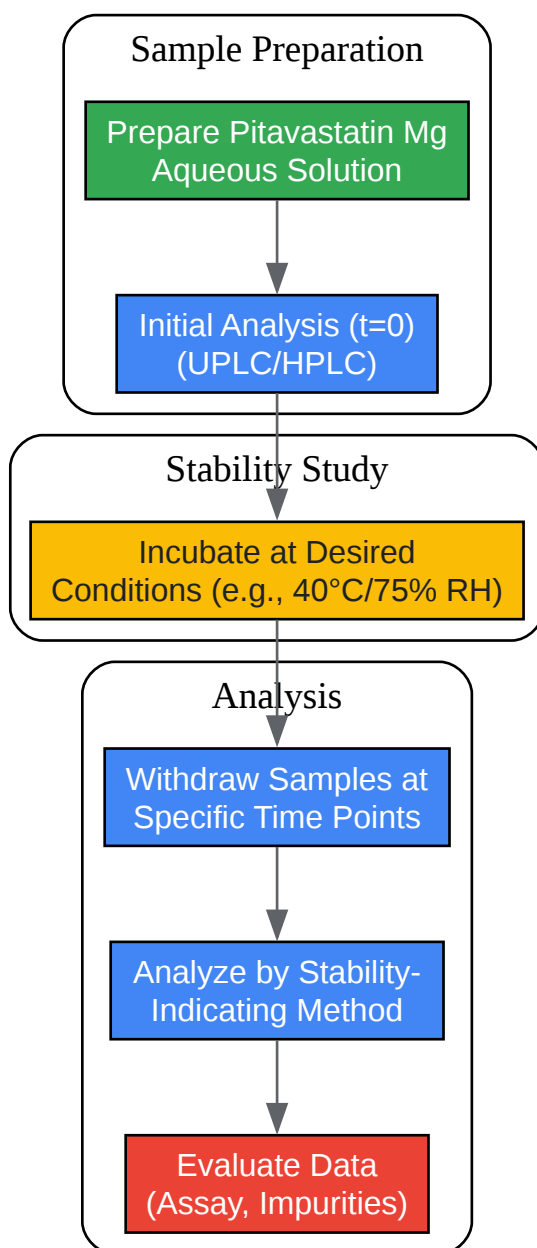 Sample Preparation
Prepare Pitavastatin Mg
Aqueous Solution
Initial Analysis (t=0)
(UPLC/HPLC)
Stability Study
Incubate at Desired
Conditions (e.g., 40°C/75% RH)
Analysis
Withdraw Samples at
Specific Time Points
Analyze by Stability-
Indicating Method
Evaluate Data
(Assay, Impurities)